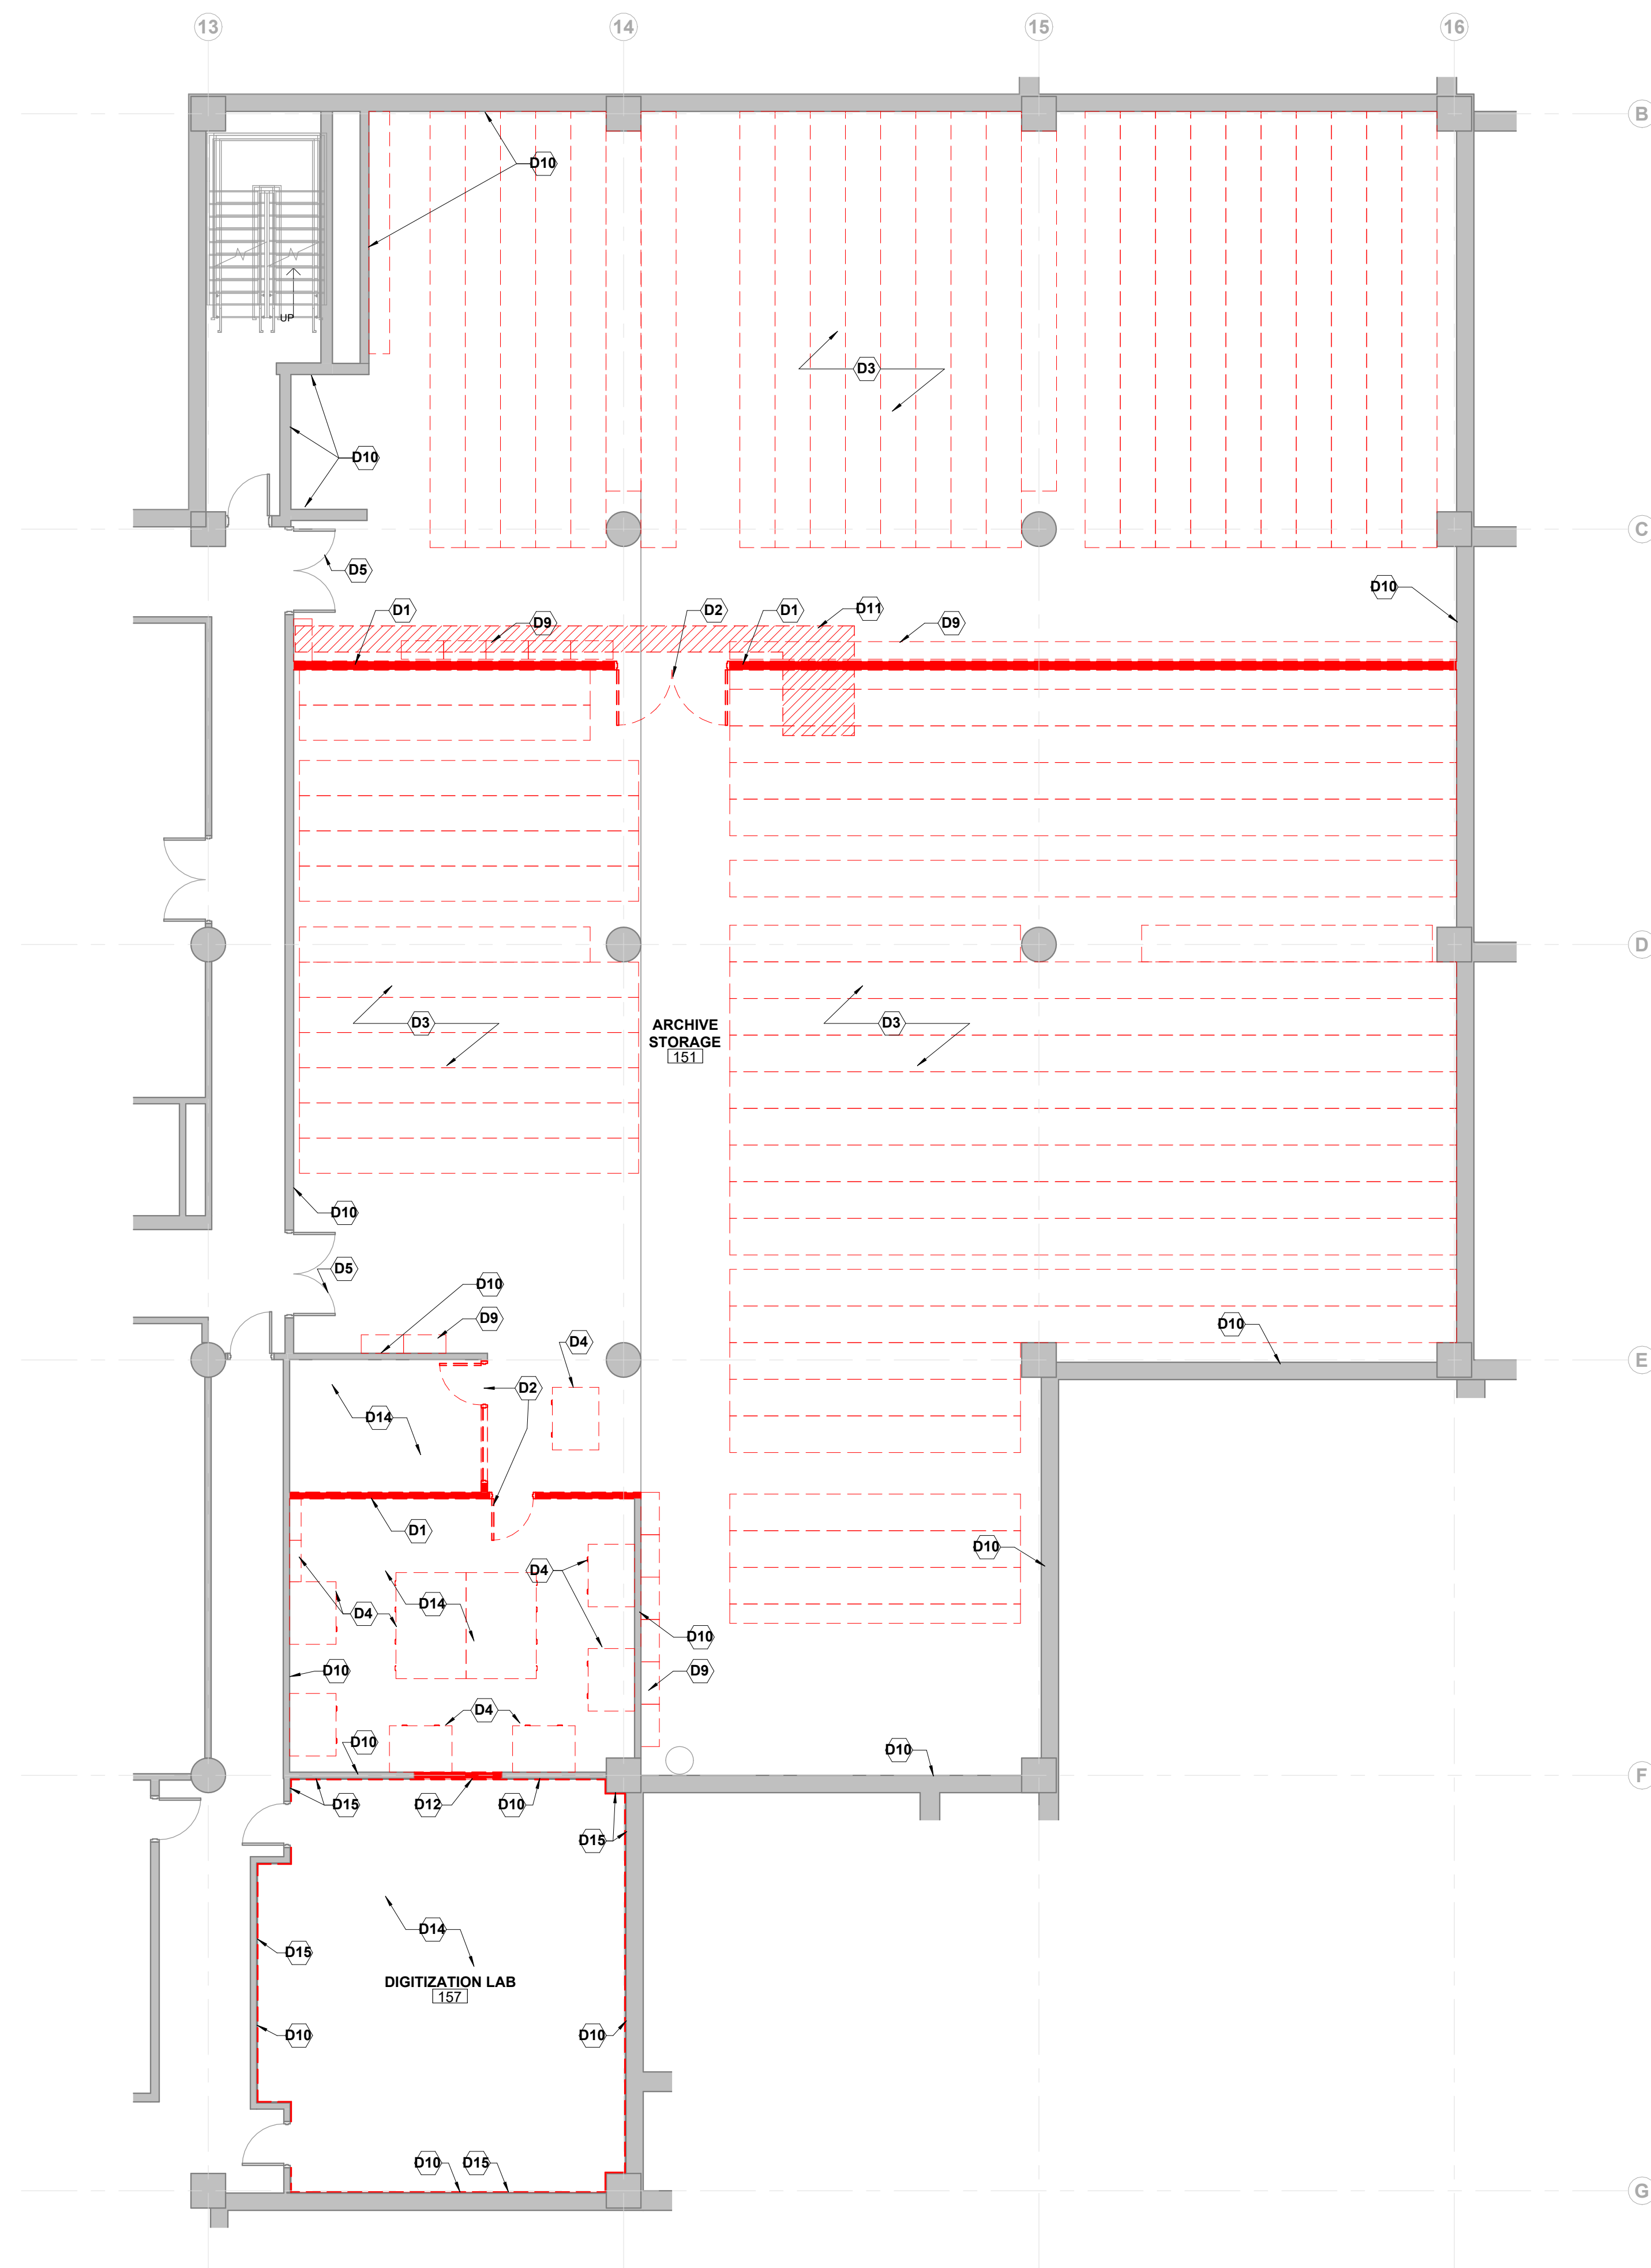 13 14 15 16
B
D10
UP
D3
D10
C
D5
D10
D1 D9 D2 D1 D11 D9
D
D3 D3
ARCHIVE
STORAGE
151
D10
D5
D10
D9
D10
D4
E
D2
D14
D1
D10
D4
D14
D4
D10
D10
D9
D4
D10
D10
F
D15 D12 D10
D15
D14
D15
DIGITIZATION LAB
157
D10 D10
D10 D15
G